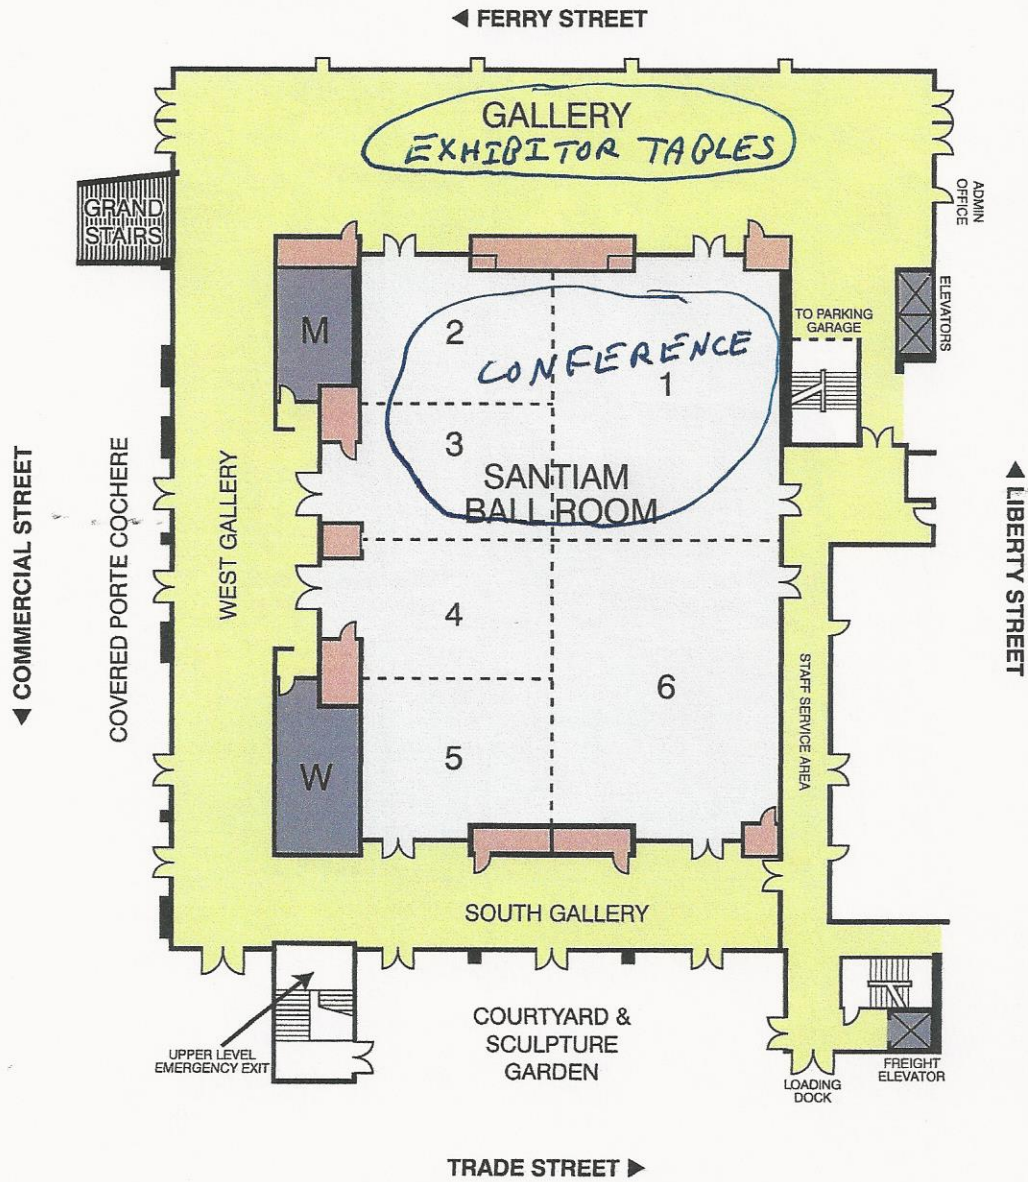 ◀ FERRY STREET
GALLERY
EXHIBITOR TABLES
GRAND
STAIRS
ADMIN
OFFICE
ELEVATORS
TO PARKING
GARAGE
M
2
CONFERENCE
1
3
SANTIAM
BALL ROOM
◀ COMMERCIAL STREET
COVERED PORTE COCHERE
WEST GALLERY
◀ LIBERTY STREET
4
6
STAFF SERVICE AREA
5
W
SOUTH GALLERY
UPPER LEVEL
EMERGENCY EXIT
COURTYARD &
SCULPTURE
GARDEN
LOADING
DOCK
FREIGHT
ELEVATOR
TRADE STREET ▶